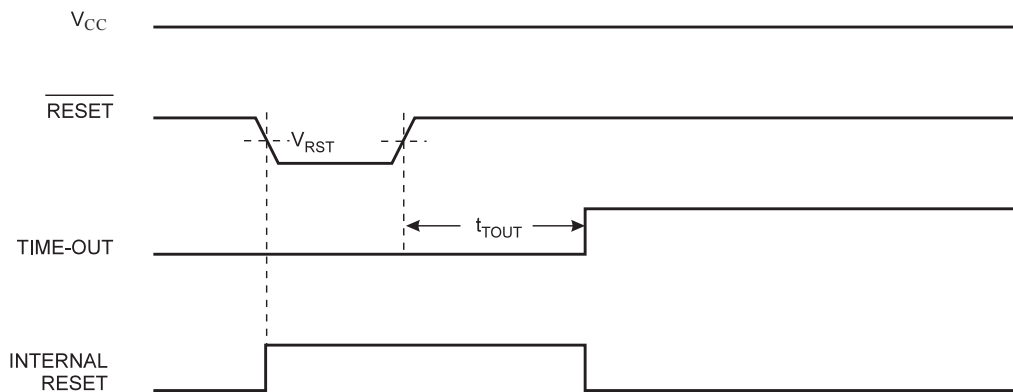 VCC
RESET
VRST
tTOUT
TIME-OUT
INTERNAL
RESET